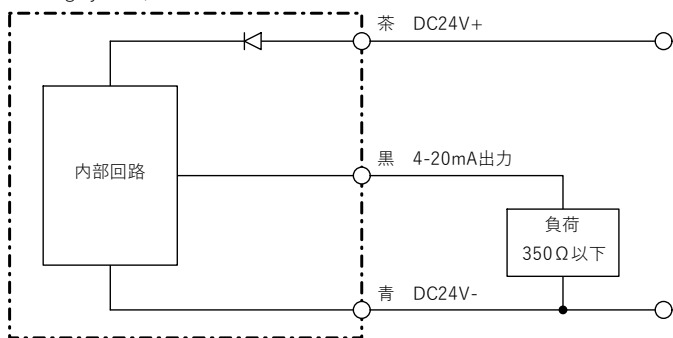 茶 DC24V+
内部回路
黒 4-20mA出力
負荷
350Ω以下
青 DC24V-